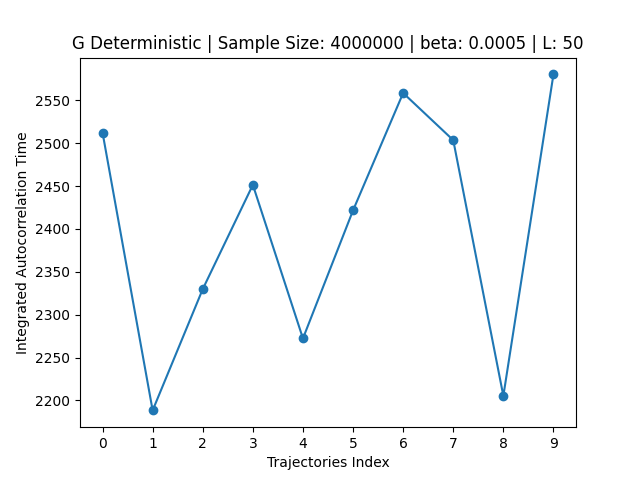 G Deterministic | Sample Size: 4000000 | beta: 0.0005 | L: 50
Integrated Autocorrelation Time
2550
2500
2450
2400
2350
2300
2250
2200
0 1 2 3 4 5 6 7 8 9
Trajectories Index